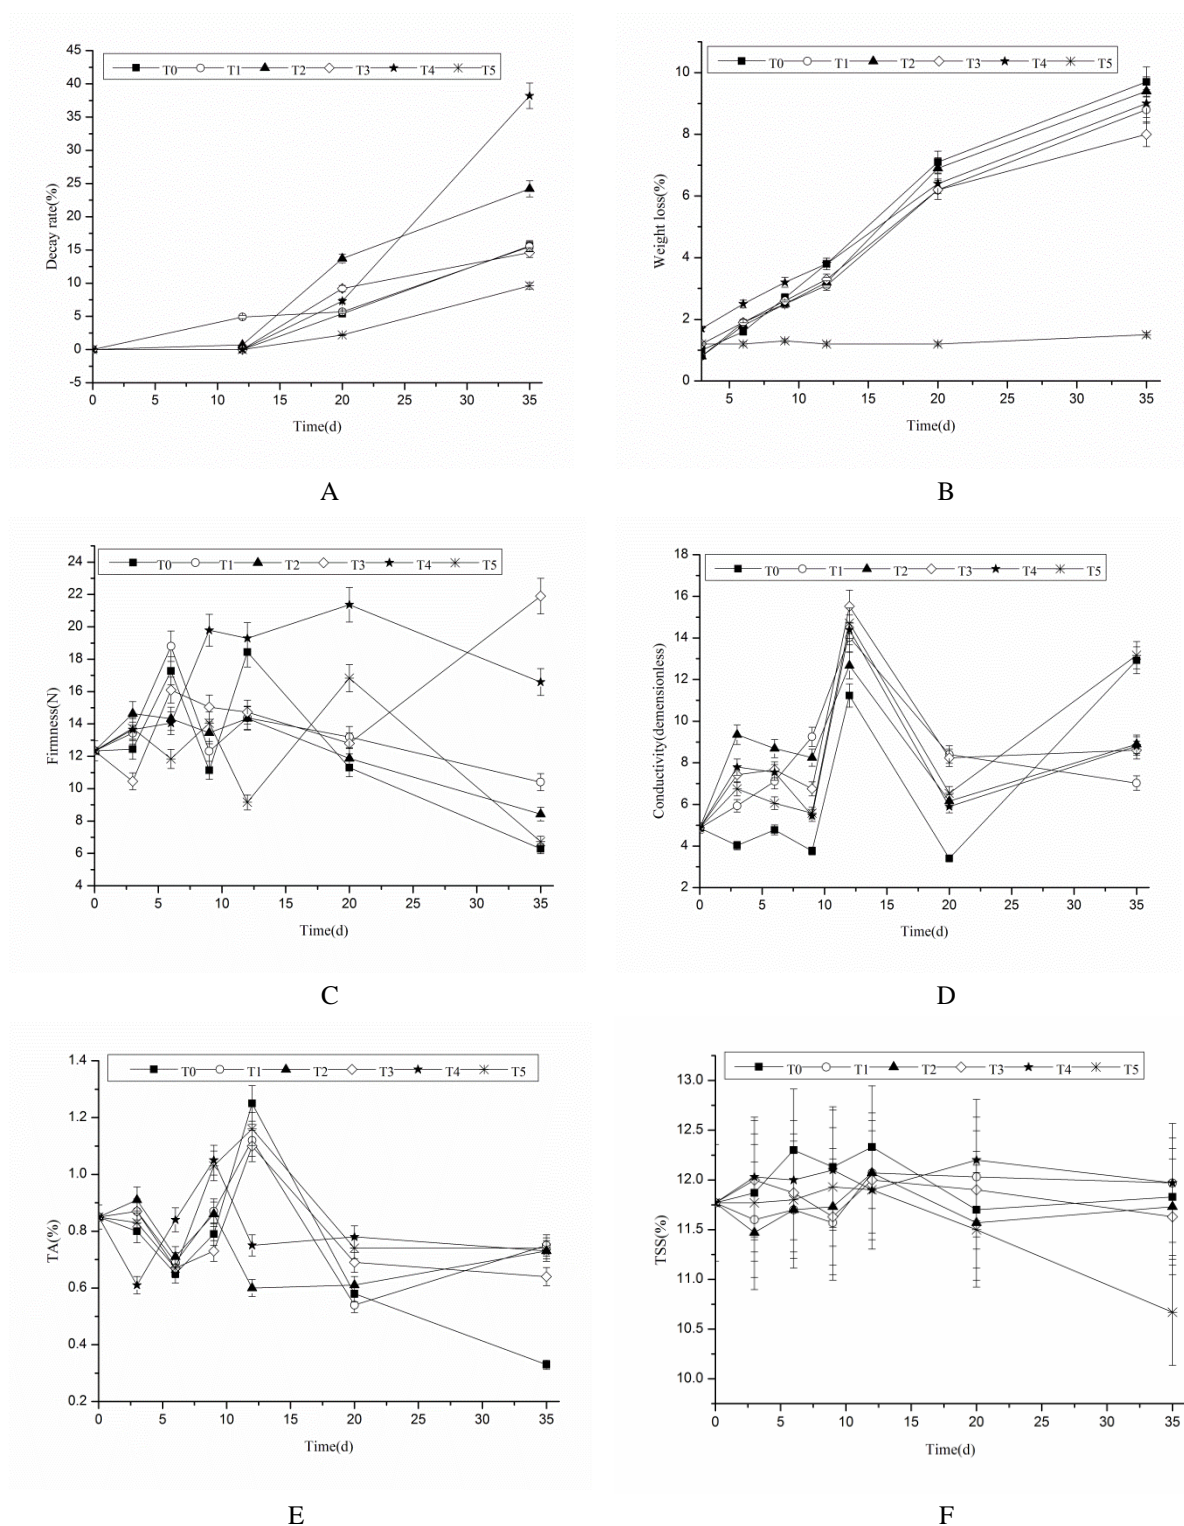 45
40
35
30
25
20
15
10
5
0
-5
T0 T1 T2 T3 T4 T5
Decay rate(%)
0 5 10 15 20 25 30 35
Time(d)
A
10
8
6
4
2
0
T0 T1 T2 T3 T4 T5
Weight loss(%)
5 10 15 20 25 30 35
Time(d)
B
24
22
20
18
16
14
12
10
8
6
4
T0 T1 T2 T3 T4 T5
Firmness(N)
0 5 10 15 20 25 30 35
Time(d)
C
18
16
14
12
10
8
6
4
2
T0 T1 T2 T3 T4 T5
Conductivity(demensionless)
0 5 10 15 20 25 30 35
Time(d)
D
1.4
1.2
1.0
0.8
0.6
0.4
0.2
T0 T1 T2 T3 T4 T5
TA(%)
0 5 10 15 20 25 30 35
Time(d)
E
13.0
12.5
12.0
11.5
11.0
10.5
10.0
T0 T1 T2 T3 T4 T5
TSS(%)
0 5 10 15 20 25 30 35
Time(d)
F